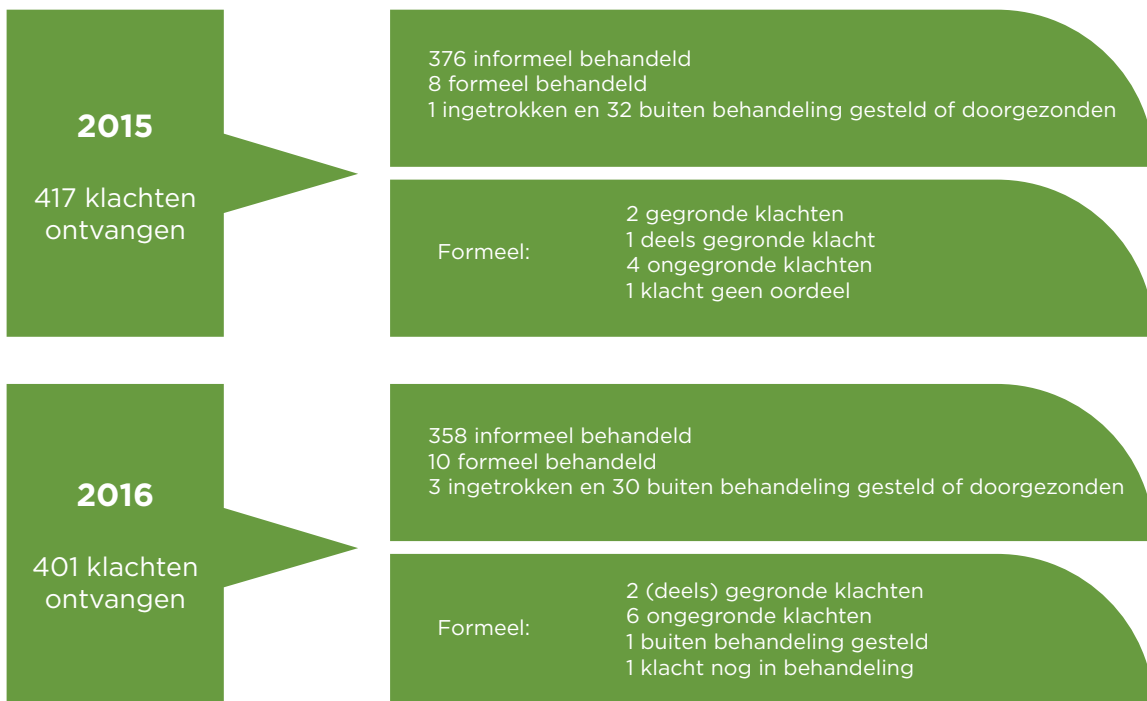 2015
417 klachten
ontvangen
376 informeel behandeld
8 formeel behandeld
1 ingetrokken en 32 buiten behandeling gesteld of doorgezonden
Formeel:
2 gegronde klachten
1 deels gegronde klacht
4 ongegronde klachten
1 klacht geen oordeel
2016
401 klachten
ontvangen
358 informeel behandeld
10 formeel behandeld
3 ingetrokken en 30 buiten behandeling gesteld of doorgezonden
Formeel:
2 (deels) gegronde klachten
6 ongegronde klachten
1 buiten behandeling gesteld
1 klacht nog in behandeling